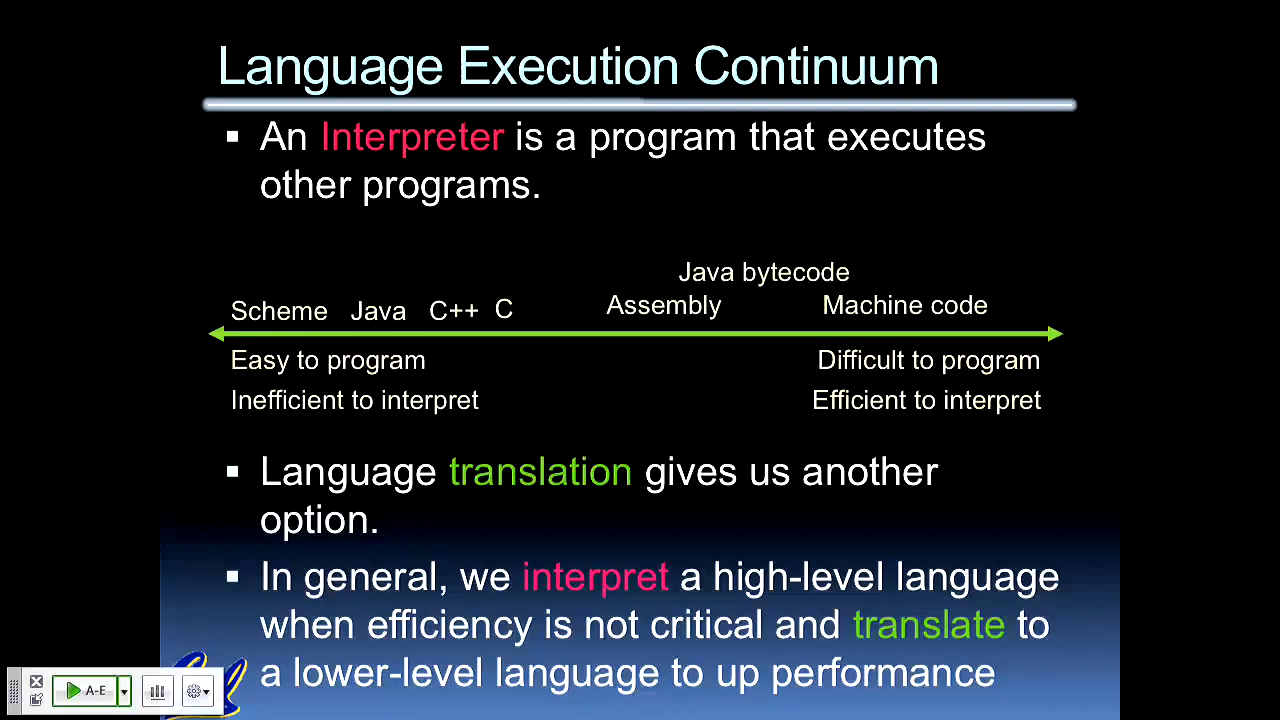 Language Execution Continuum
▪ An Interpreter is a program that executes
other programs.
Java bytecode
Scheme Java C++ C Assembly Machine code
Easy to program Difficult to program
Inefficient to interpret Efficient to interpret
▪ Language translation gives us another
option.
▪ In general, we interpret a high-level language
when efficiency is not critical and translate to
a lower-level language to up performance
A-E